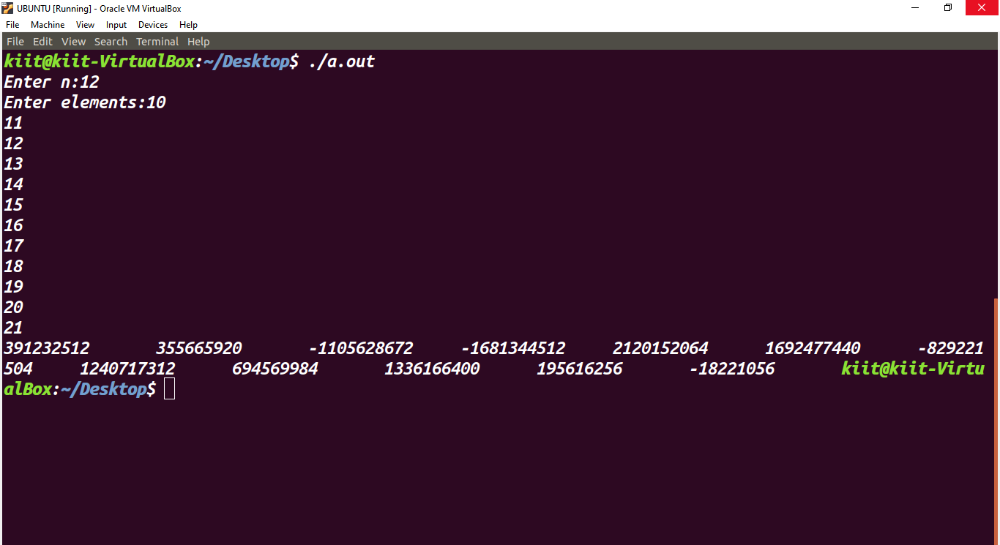 UBUNTU [Running] - Oracle VM VirtualBox
File Machine View Input Devices Help
File Edit View Search Terminal Help
kiit@kiit-VirtualBox:~/Desktop$ ./a.out
Enter n:12
Enter elements:10
11
12
13
14
15
16
17
18
19
20
21
391232512 355665920 -1105628672 -1681344512 2120152064 1692477440 -829221
504 1240717312 694569984 1336166400 195616256 -18221056 kiit@kiit-Virtu
alBox:~/Desktop$